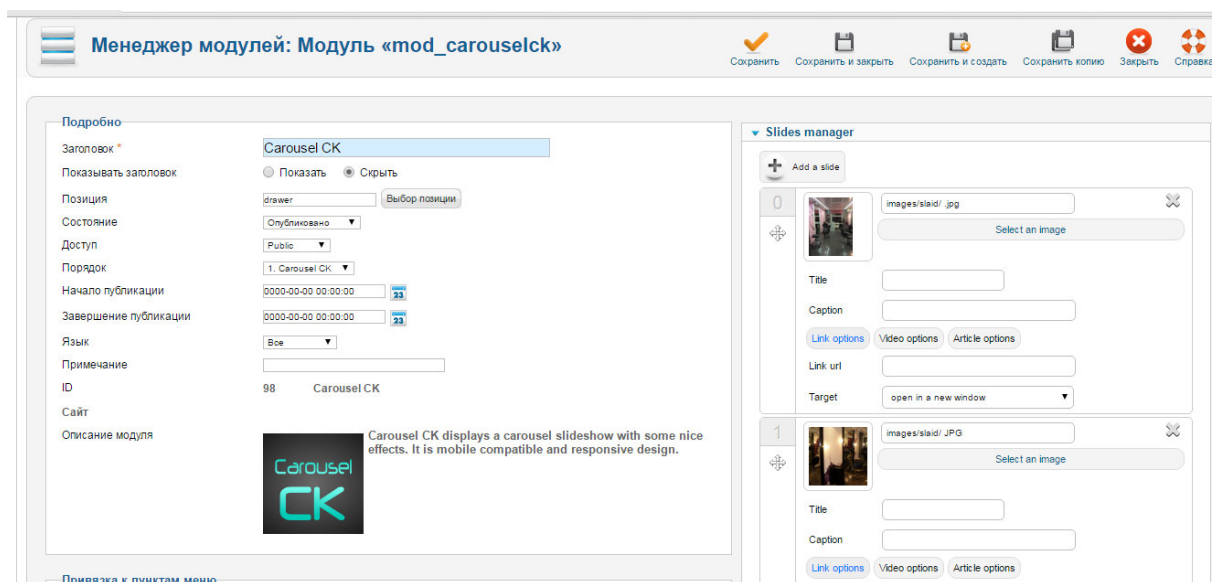 Менеджер модулей: Модуль «mod_carouselck»
Сохранить Сохранить и закрыть Сохранить и создать Сохранить копию Закрыть Справка
Подробно
Заголовок * Carousel CK
Показывать заголовок Показать Скрыть
Позиция drawer Выбор позиции
Состояние Опубликовано
Доступ Public
Порядок 1. Carousel CK
Начало публикации 0000-00-00 00:00:00 23
Завершение публикации 0000-00-00 00:00:00 23
Язык Все
Примечание
ID 98 Carousel CK
Сайт
Описание модуля Carousel CK displays a carousel slideshow with some nice
effects. It is mobile compatible and responsive design.
Carousel
CK
Привязка к пунктам меню
Slides manager
Add a slide
0 images/slaid/ .jpg
Select an image
Title
Caption
Link options Video options Article options
Link url
Target open in a new window
1 images/slaid/ JPG
Select an image
Title
Caption
Link options Video options Article options